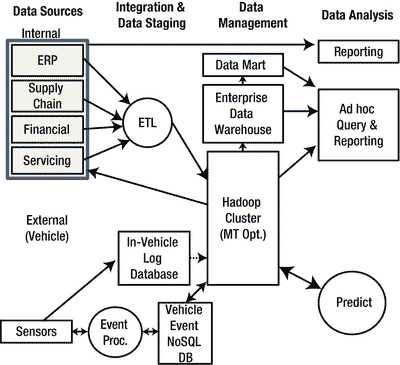 Data Sources
Integration &
Data Staging
Data
Management
Data Analysis
Internal
ERP
Supply
Chain
Financial
Servicing
ETL
Data Mart
Enterprise
Data
Warehouse
Reporting
Ad hoc
Query &
Reporting
External
(Vehicle)
Hadoop
Cluster
(MT Opt.)
In-Vehicle
Log
Database
Predict
Sensors
Event
Proc.
Vehicle
Event
NoSQL
DB